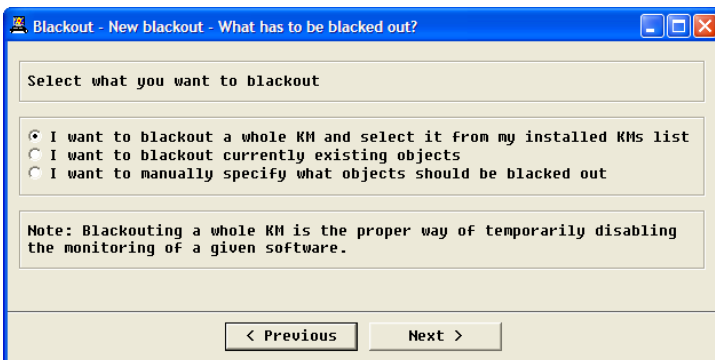 Blackout - New blackout - What has to be blacked out?
Select what you want to blackout
I want to blackout a whole KM and select it from my installed KMs list
I want to blackout currently existing objects
I want to manually specify what objects should be blacked out
Note: Blackouting a whole KM is the proper way of temporarily disabling
the monitoring of a given software.
< Previous
Next >